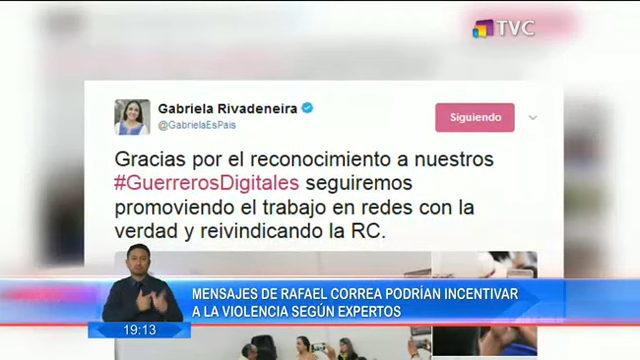 TVC
Gabriela Rivadeneira
@GabrielaEsPais
Siguiendo
Gracias por el reconocimiento a nuestros
#GuerrerosDigitales seguiremos
promoviendo el trabajo en redes con la
verdad y reivindicando la RC.
MENSAJES DE RAFAEL CORREA PODRÍAN INCENTIVAR
A LA VIOLENCIA SEGÚN EXPERTOS
19:13